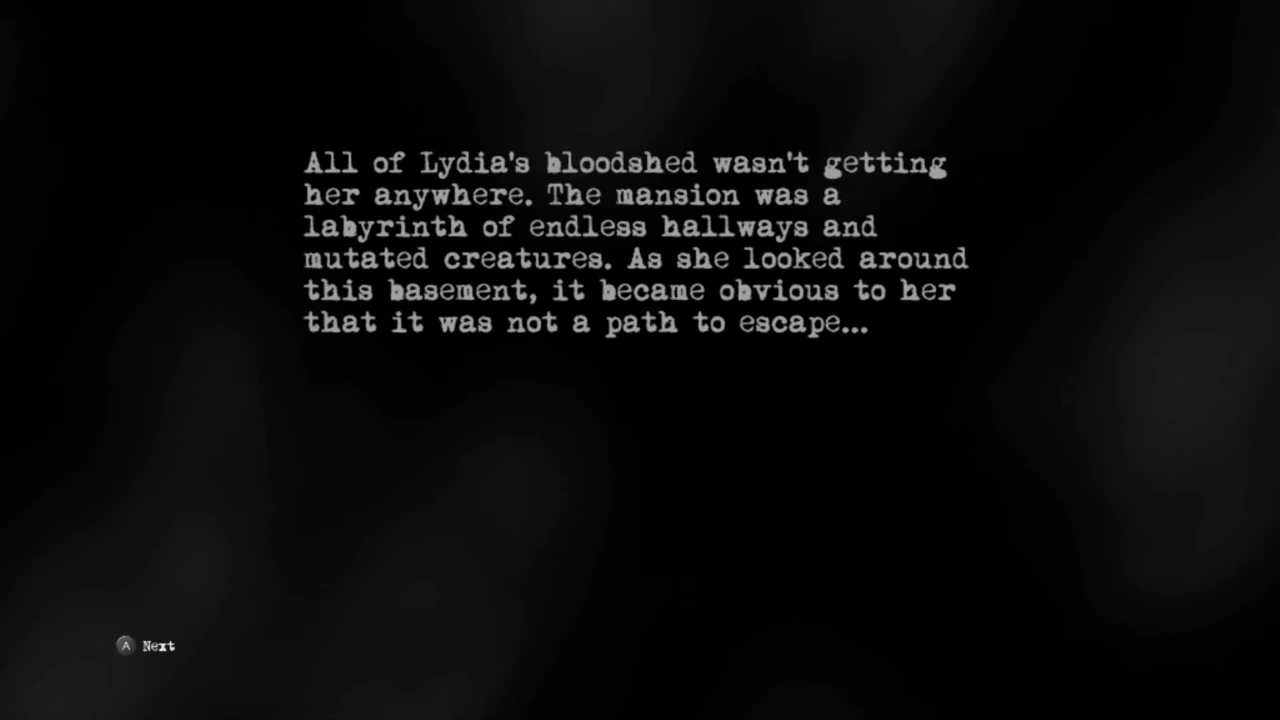 All of Lydia's bloodshed wasn't getting
her anywhere. The mansion was a
labyrinth of endless hallways and
mutated creatures. As she looked around
this basement, it became obvious to her
that it was not a path to escape...
A Next